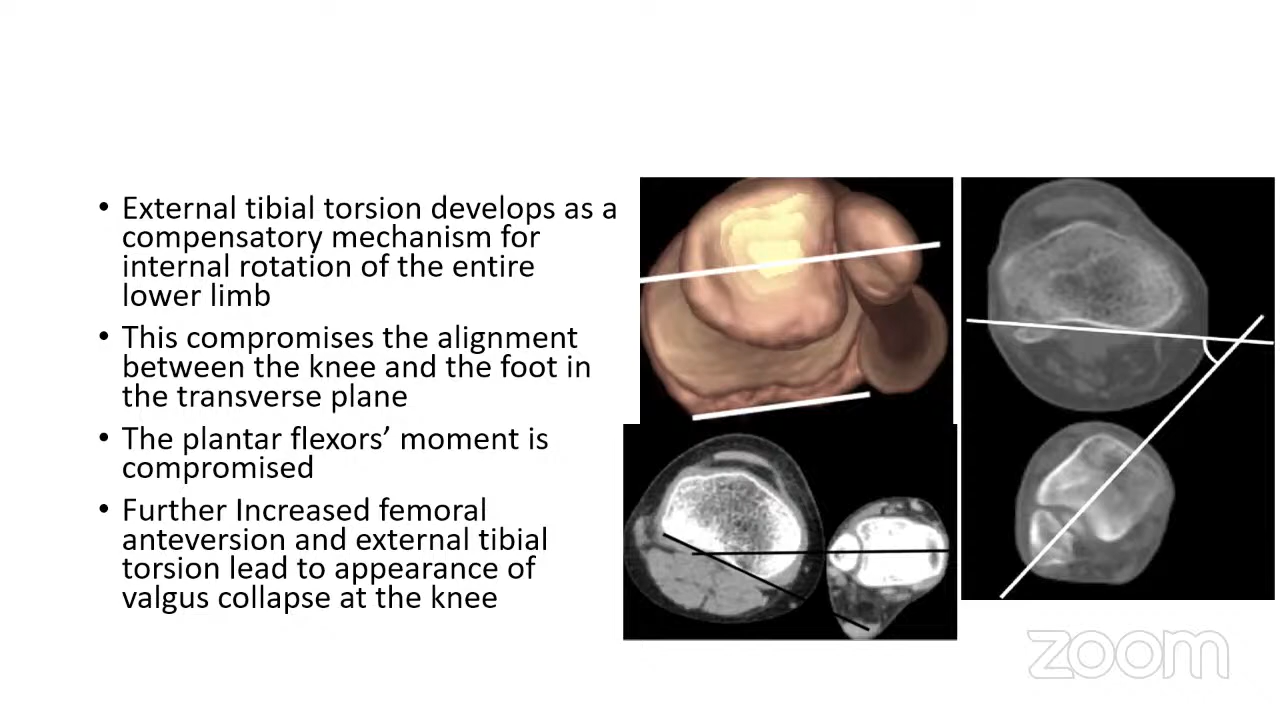 • External tibial torsion develops as a
compensatory mechanism for
internal rotation of the entire
lower limb
• This compromises the alignment
between the knee and the foot in
the transverse plane
• The plantar flexors’ moment is
compromised
• Further Increased femoral
anteversion and external tibial
torsion lead to appearance of
valgus collapse at the knee
zoom